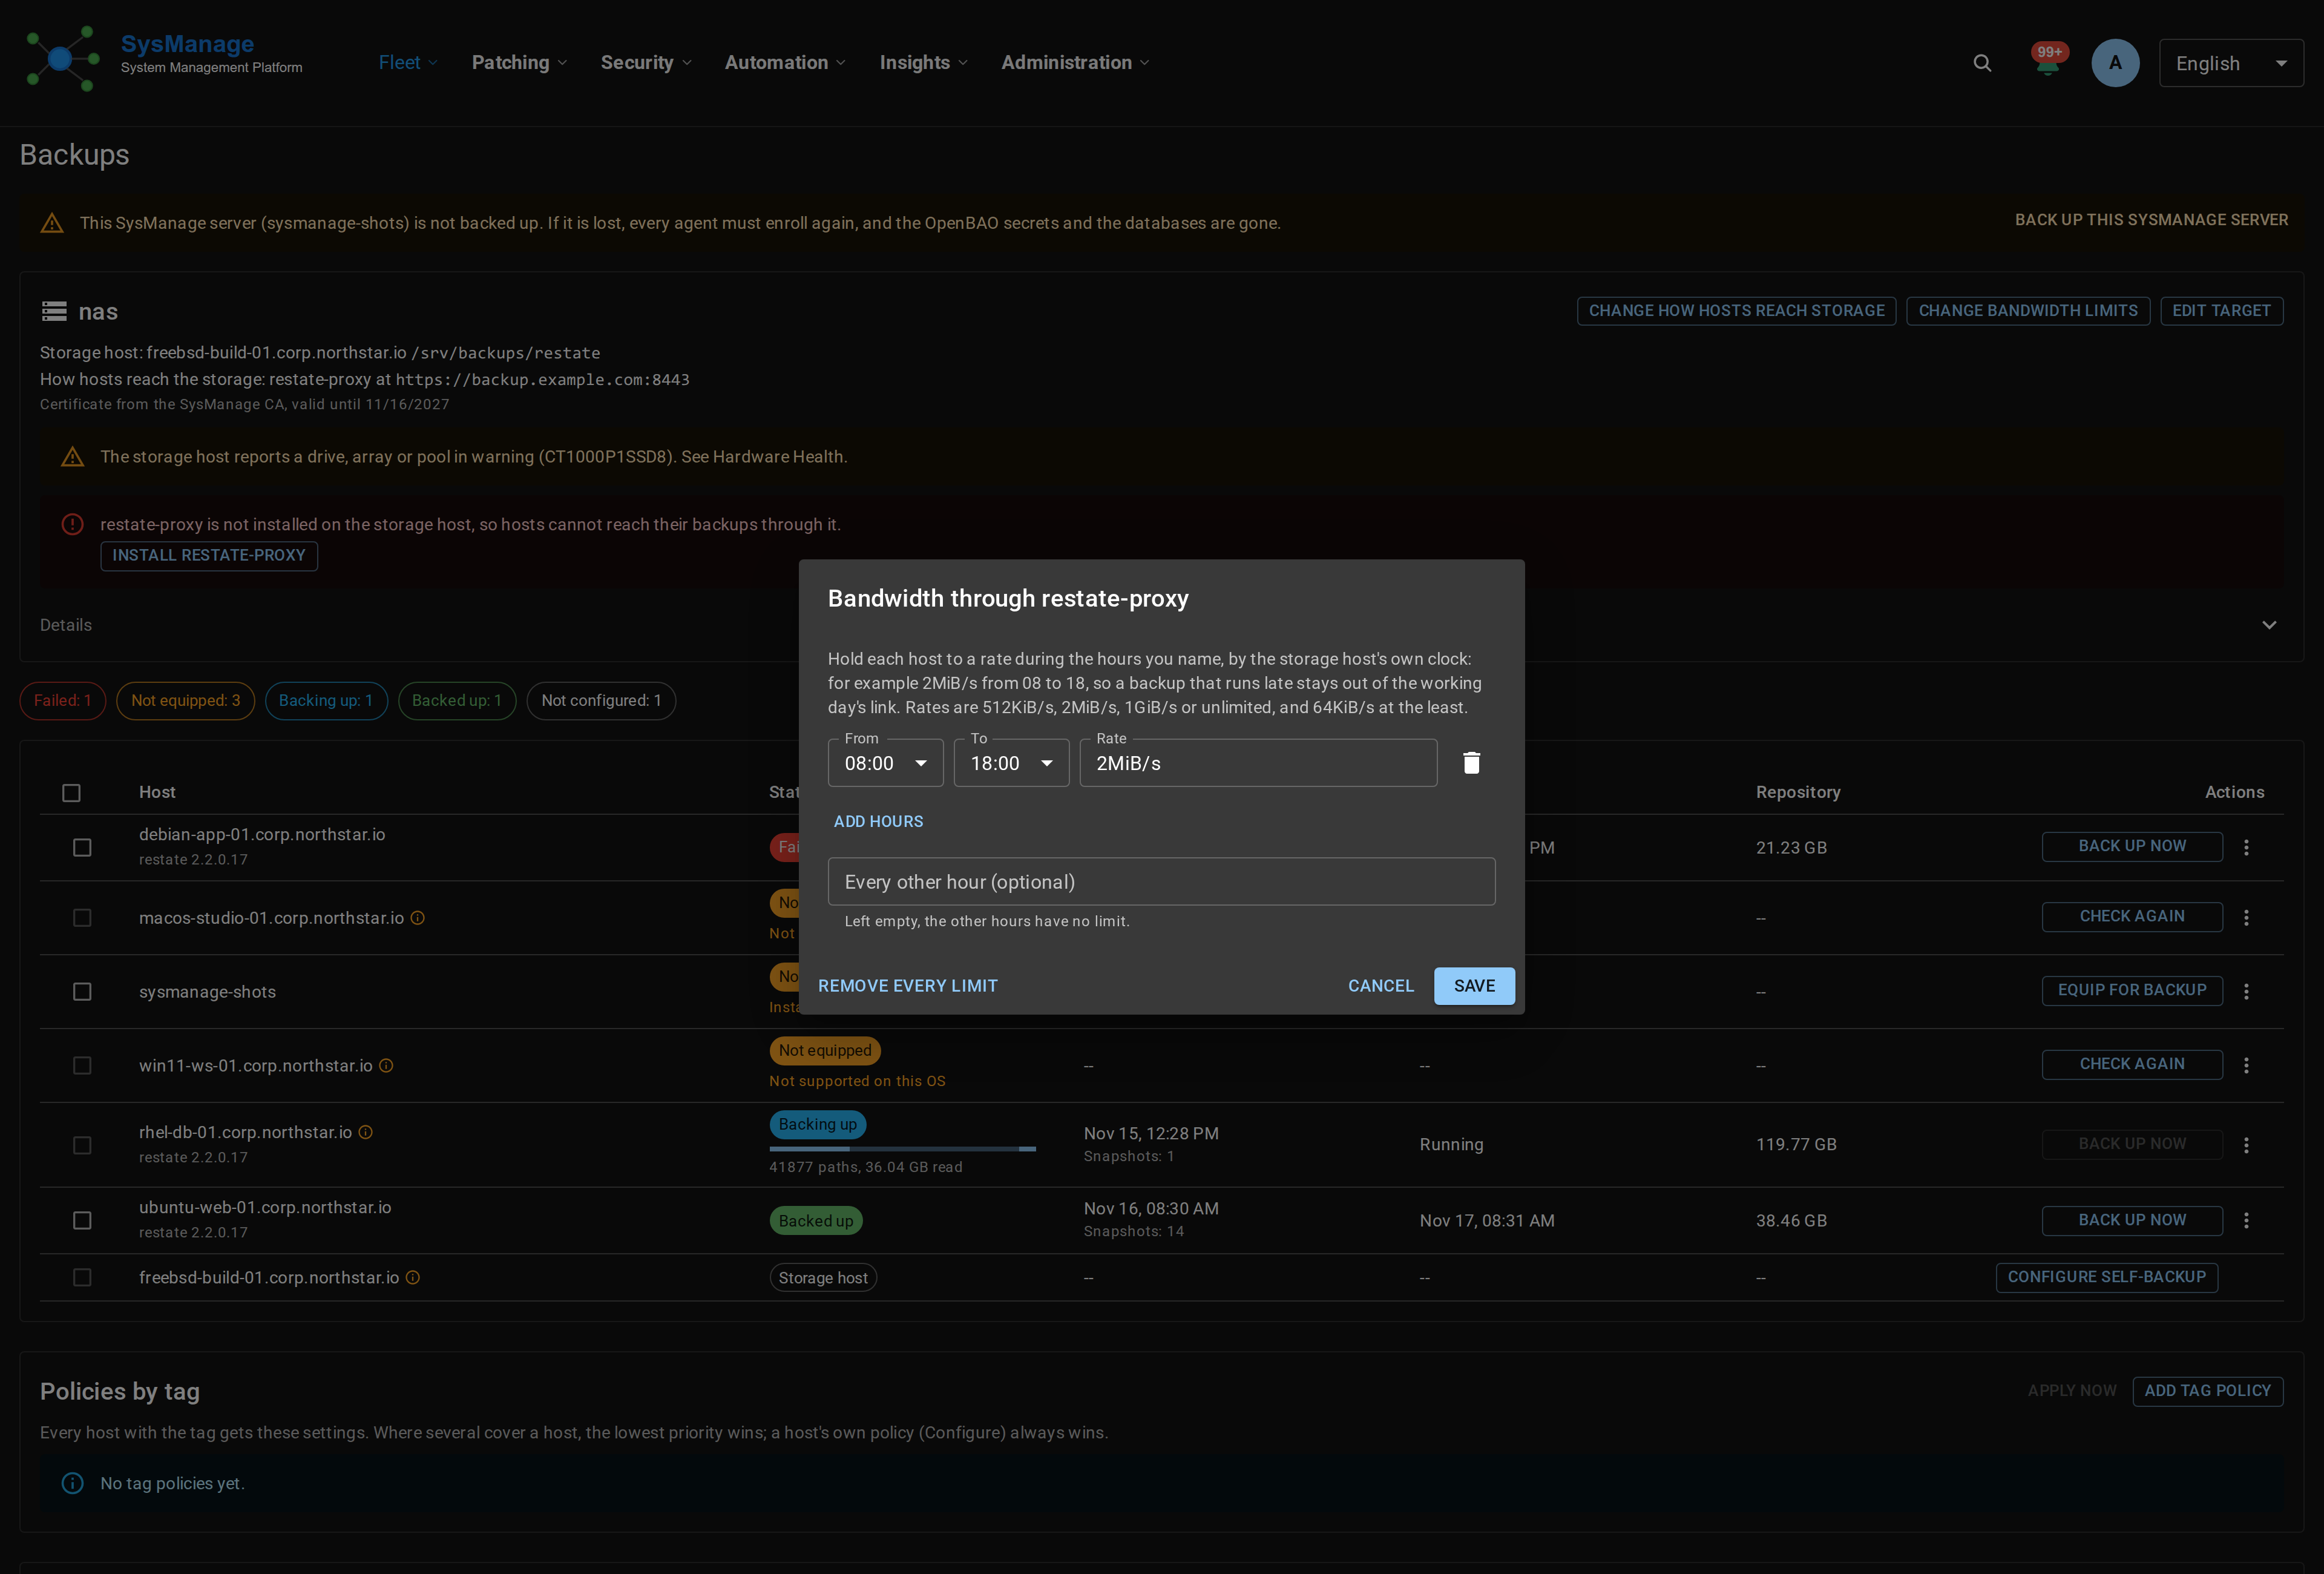 SysManage
System Management Platform
Fleet
Patching
Security
Automation
Insights
Administration
99+
A
English
Backups
This SysManage server (sysmanage-shots) is not backed up. If it is lost, every agent must enroll again, and the OpenBAO secrets and the databases are gone.
BACK UP THIS SYSMANAGE SERVER
nas
CHANGE HOW HOSTS REACH STORAGE
CHANGE BANDWIDTH LIMITS
EDIT TARGET
Storage host: freebsd-build-01.corp.northstar.io /srv/backups/restate
How hosts reach the storage: restate-proxy at https://backup.example.com:8443
Certificate from the SysManage CA, valid until 11/16/2027
The storage host reports a drive, array or pool in warning (CT1000P1SSD8). See Hardware Health.
restate-proxy is not installed on the storage host, so hosts cannot reach their backups through it.
INSTALL RESTATE-PROXY
Details
Failed: 1
Not equipped: 3
Backing up: 1
Backed up: 1
Not configured: 1
Bandwidth through restate-proxy
Hold each host to a rate during the hours you name, by the storage host's own clock:
for example 2MiB/s from 08 to 18, so a backup that runs late stays out of the working
day's link. Rates are 512KiB/s, 2MiB/s, 1GiB/s or unlimited, and 64KiB/s at the least.
From
08:00
To
18:00
Rate
2MiB/s
ADD HOURS
Every other hour (optional)
Left empty, the other hours have no limit.
REMOVE EVERY LIMIT
CANCEL
SAVE
Host
Repository
Actions
debian-app-01.corp.northstar.io
restate 2.2.0.17
PM
21.23 GB
BACK UP NOW
macos-studio-01.corp.northstar.io
Not
--
CHECK AGAIN
sysmanage-shots
--
EQUIP FOR BACKUP
win11-ws-01.corp.northstar.io
Not equipped
Not supported on this OS
--
--
--
CHECK AGAIN
rhel-db-01.corp.northstar.io
restate 2.2.0.17
Backing up
41877 paths, 36.04 GB read
Nov 15, 12:28 PM
Snapshots: 1
Running
119.77 GB
BACK UP NOW
ubuntu-web-01.corp.northstar.io
restate 2.2.0.17
Backed up
Nov 16, 08:30 AM
Snapshots: 14
Nov 17, 08:31 AM
38.46 GB
BACK UP NOW
freebsd-build-01.corp.northstar.io
Storage host
--
--
--
CONFIGURE SELF-BACKUP
Policies by tag
APPLY NOW
ADD TAG POLICY
Every host with the tag gets these settings. Where several cover a host, the lowest priority wins; a host's own policy (Configure) always wins.
No tag policies yet.